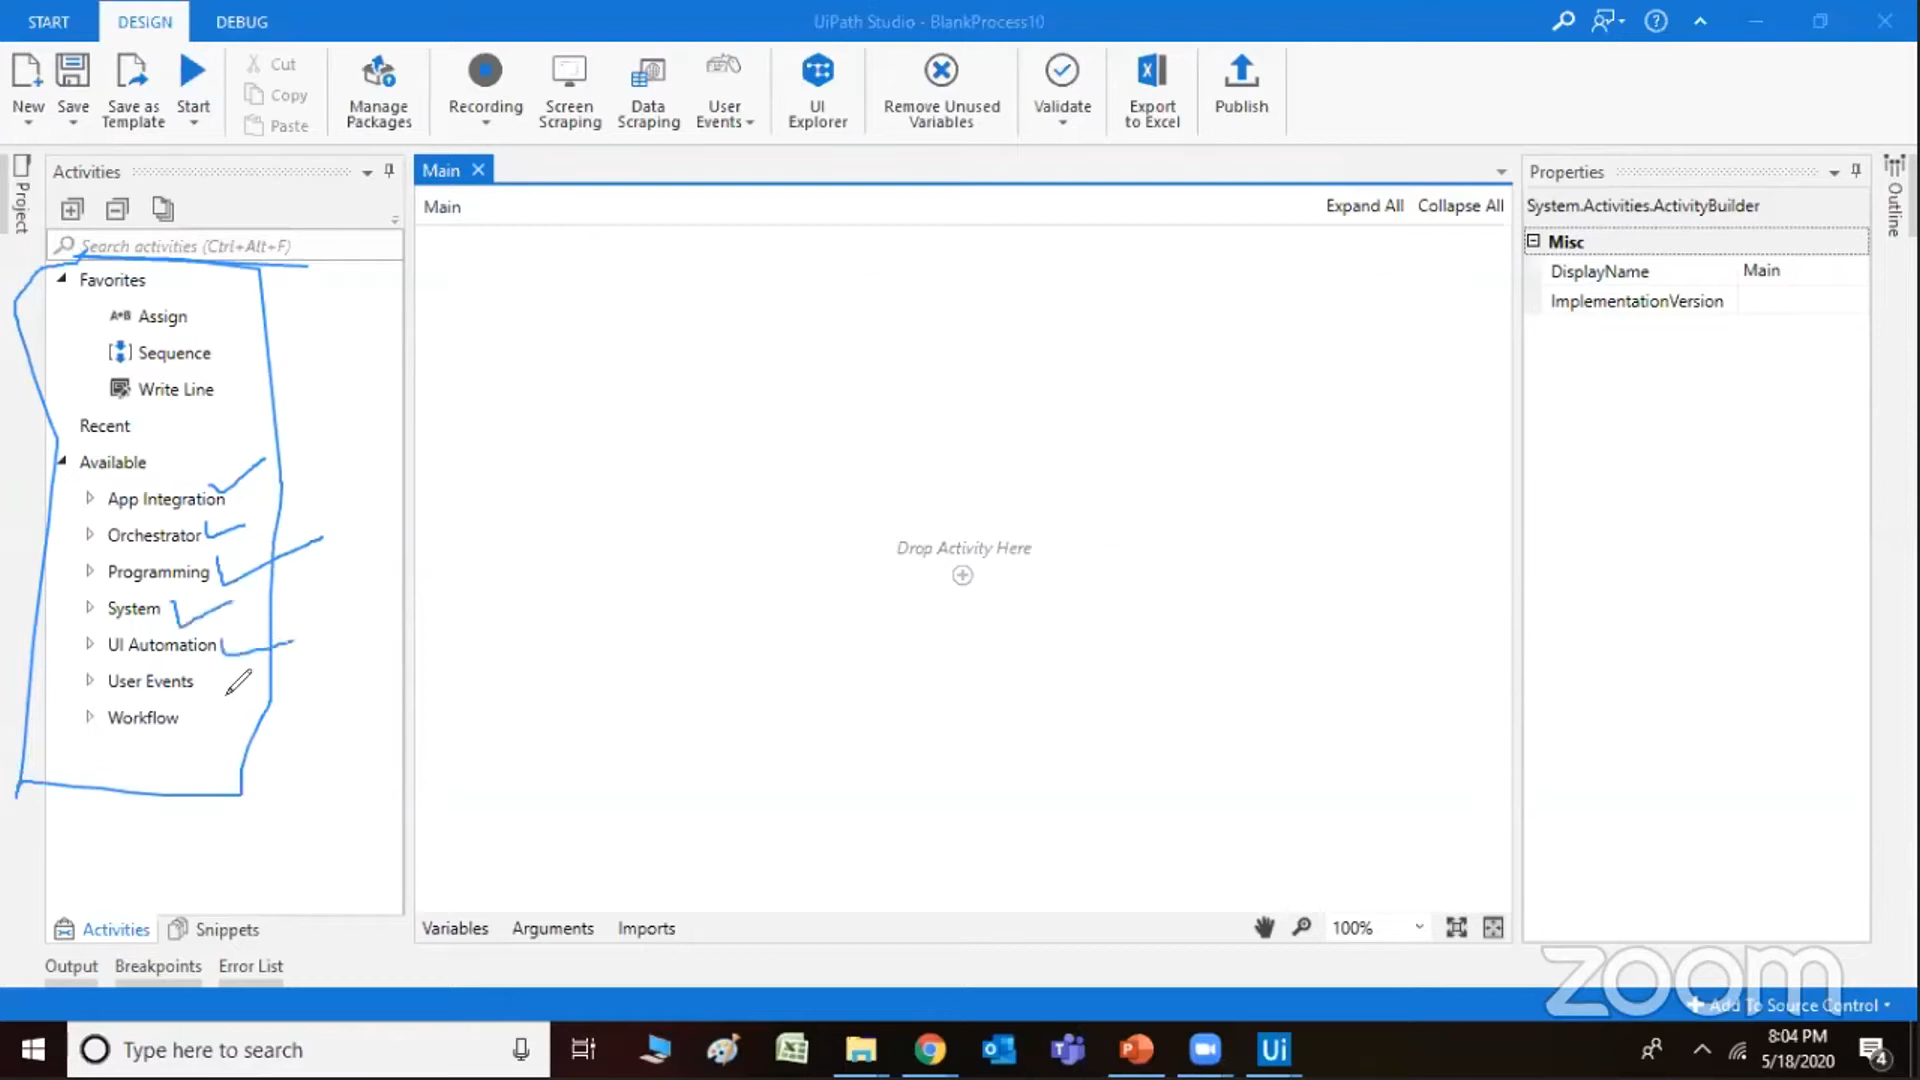 START DESIGN DEBUG UiPath Studio - BlankProcess10
New Save Save as Template Start Cut Copy Paste Manage Packages Recording Screen Scraping Data Scraping User Events UI Explorer Remove Unused Variables Validate Export to Excel Publish
Project
Activities
Search activities (Ctrl+Alt+F)
Favorites
Assign
Sequence
Write Line
Recent
Available
App Integration
Orchestrator
Programming
System
UI Automation
User Events
Workflow
Activities Snippets
Main
Main Expand All Collapse All
Drop Activity Here
Variables Arguments Imports 100%
Properties
System.Activities.ActivityBuilder
Misc
DisplayName Main
ImplementationVersion
Outline
Output Breakpoints Error List
zoom
Add To Source Control
Type here to search
Ui
8:04 PM
5/18/2020
4